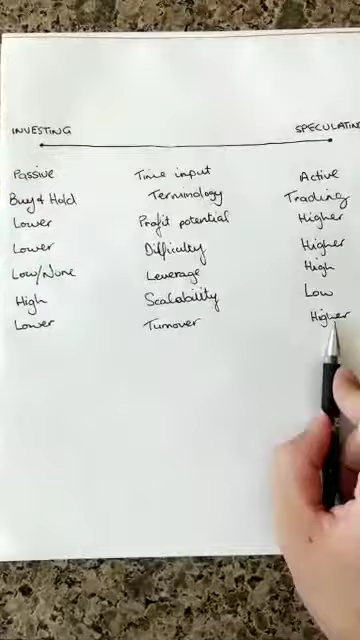 INVESTING SPECULATING
Passive Time input Active
Buy & Hold Terminology Trading
Lower Profit potential Higher
Lower Difficulty Higher
Low/None Leverage High
High Scalability Low
Lower Turnover Higher